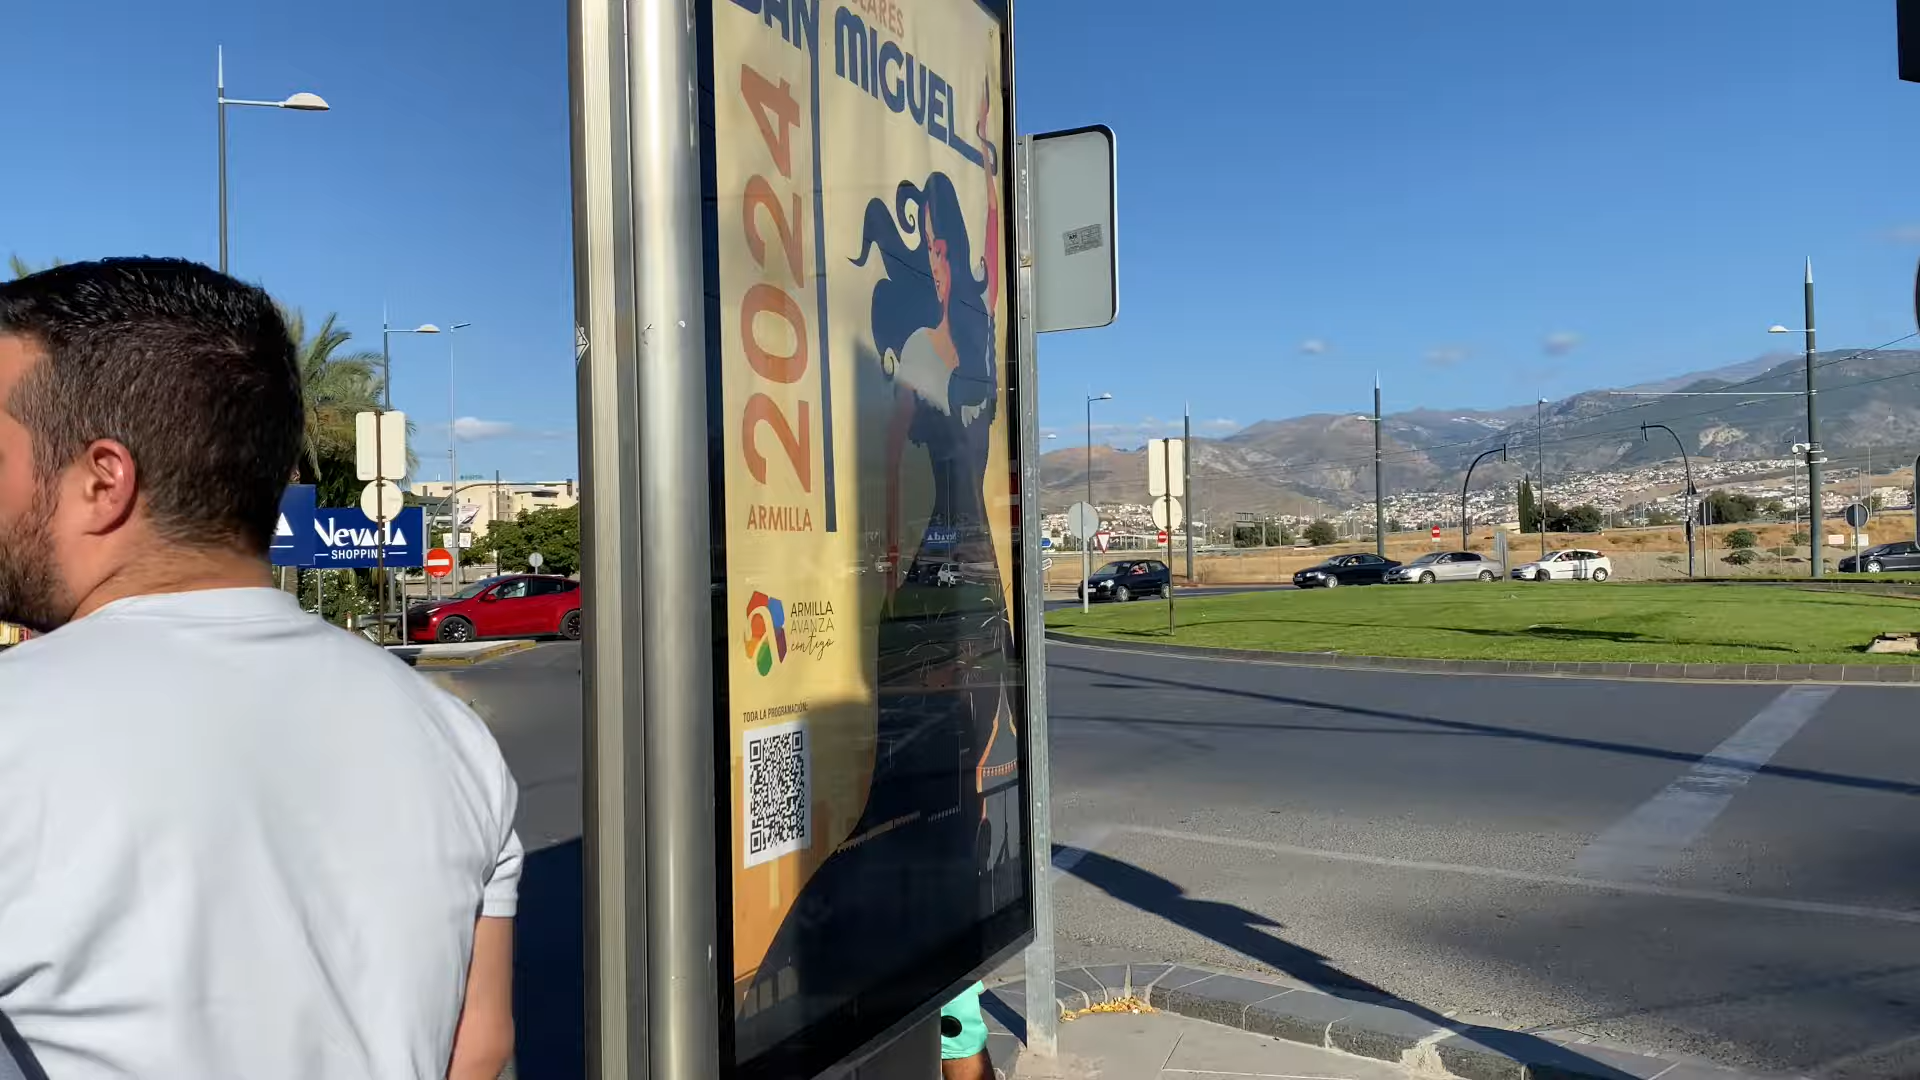 SAN
MIGUEL
2024
ARMILLA
ARMILLA
AVANZA
contigo
TODA LA PROGRAMACIÓN:
Nevada
SHOPPING